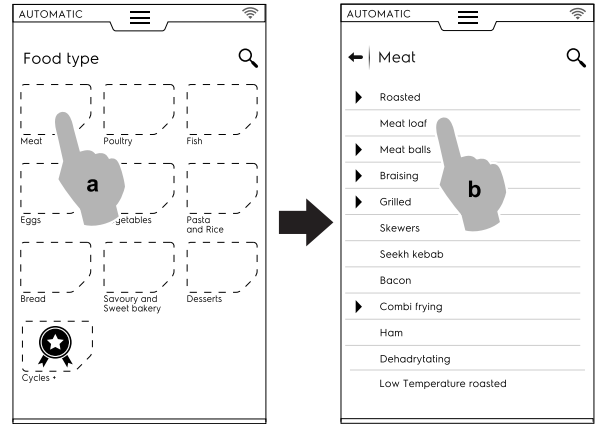 AUTOMATIC
Food type
Meat
Poultry
Fish
a
Eggs
getables
Pasta
and Rice
Bread
Savoury and
Sweet bakery
Desserts
Cycles +
AUTOMATIC
Meat
Roasted
Meat loaf
Meat balls
Braising
b
Grilled
Skewers
Seekh kebab
Bacon
Combi frying
Ham
Dehadrytating
Low Temperature roasted